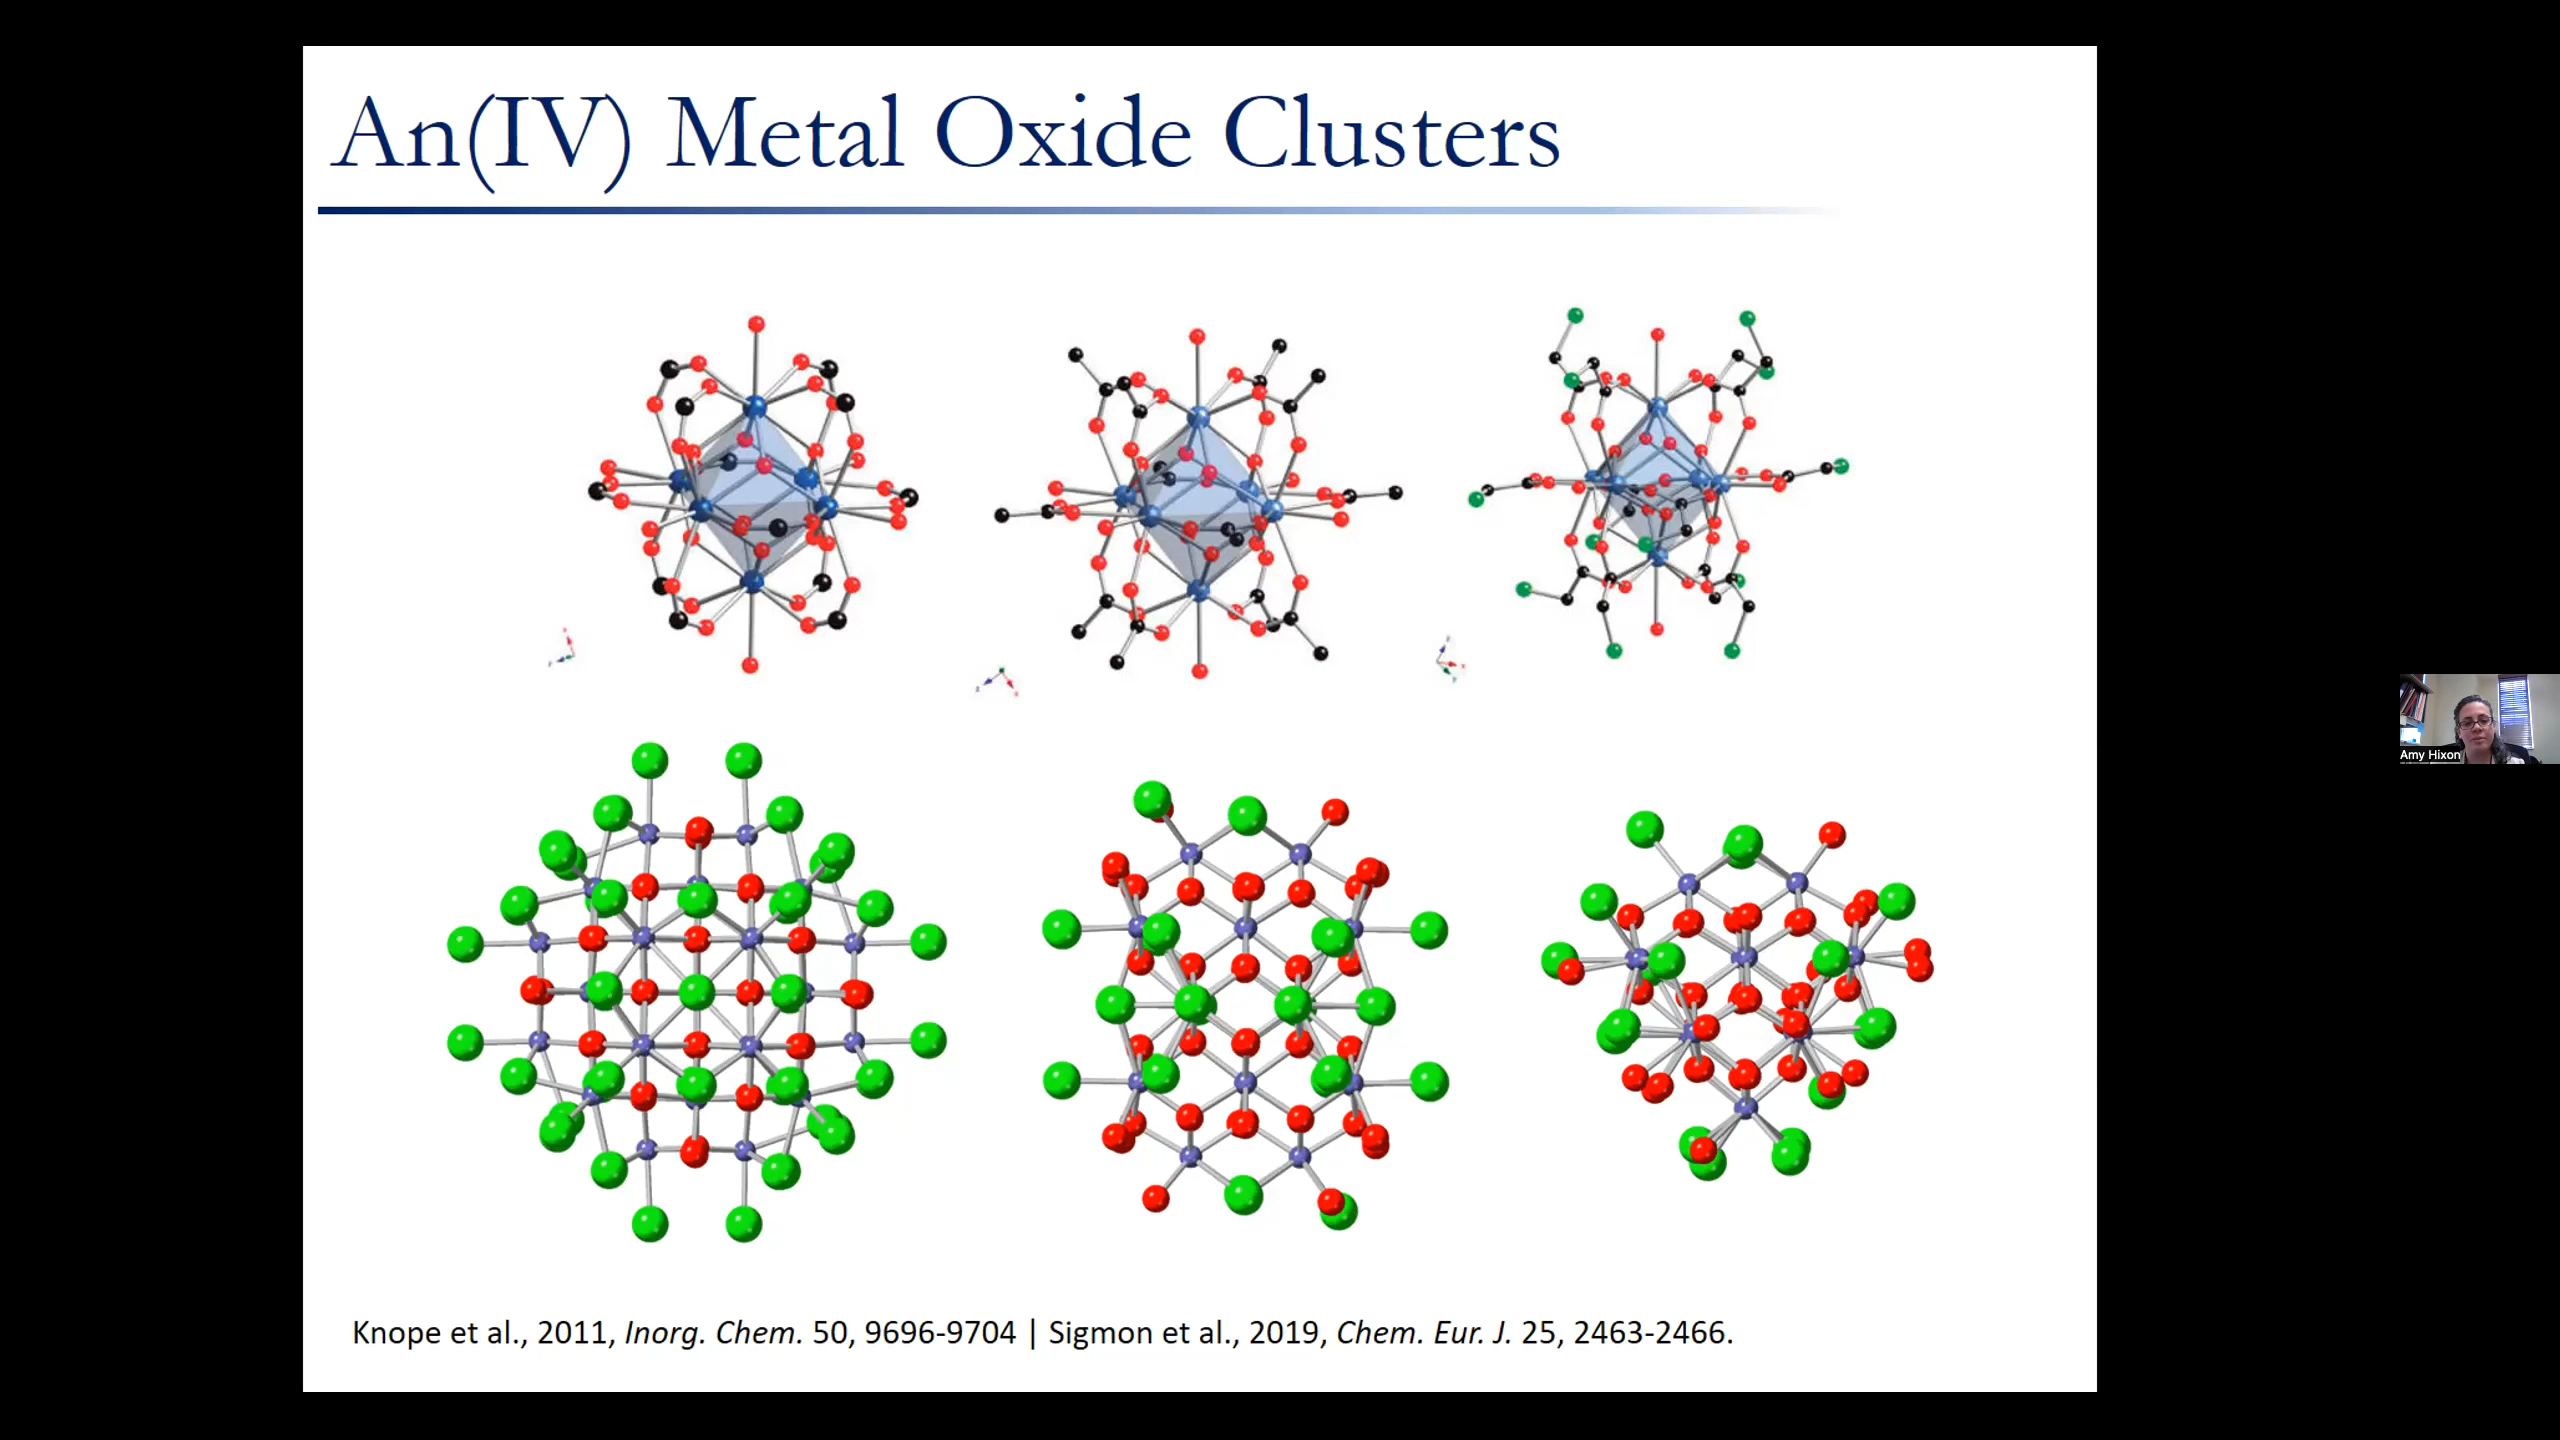 An(IV) Metal Oxide Clusters
Amy Hixon
Knope et al., 2011, Inorg. Chem. 50, 9696-9704 | Sigmon et al., 2019, Chem. Eur. J. 25, 2463-2466.